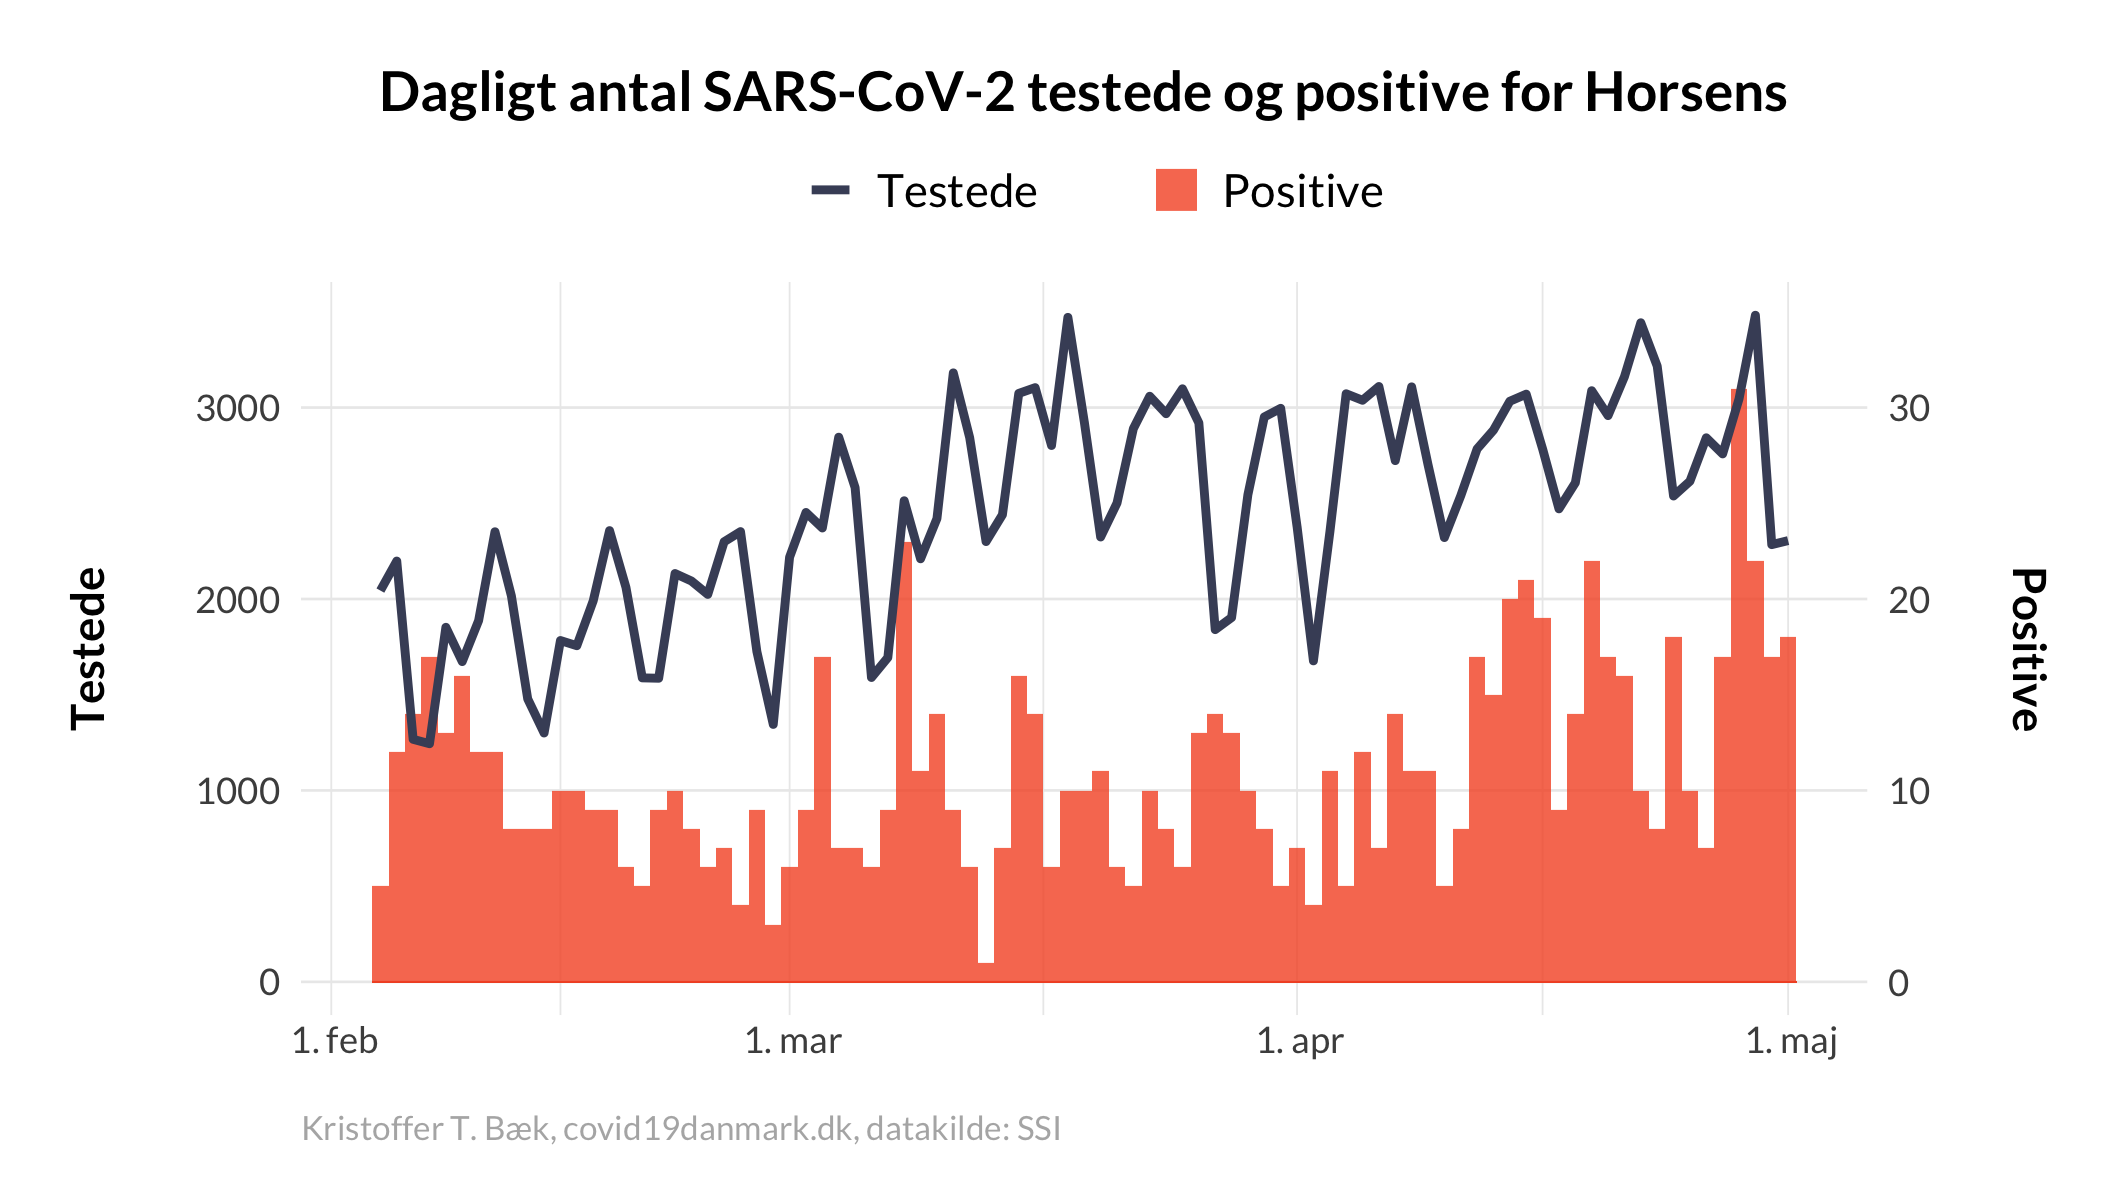 Dagligt antal SARS-CoV-2 testede og positive for Horsens
Testede
Positive
Testede
3000
2000
1000
0
30
20
10
0
Positive
1. feb
1. mar
1. apr
1. maj
Kristoffer T. Bæk, covid19danmark.dk, datakilde: SSI